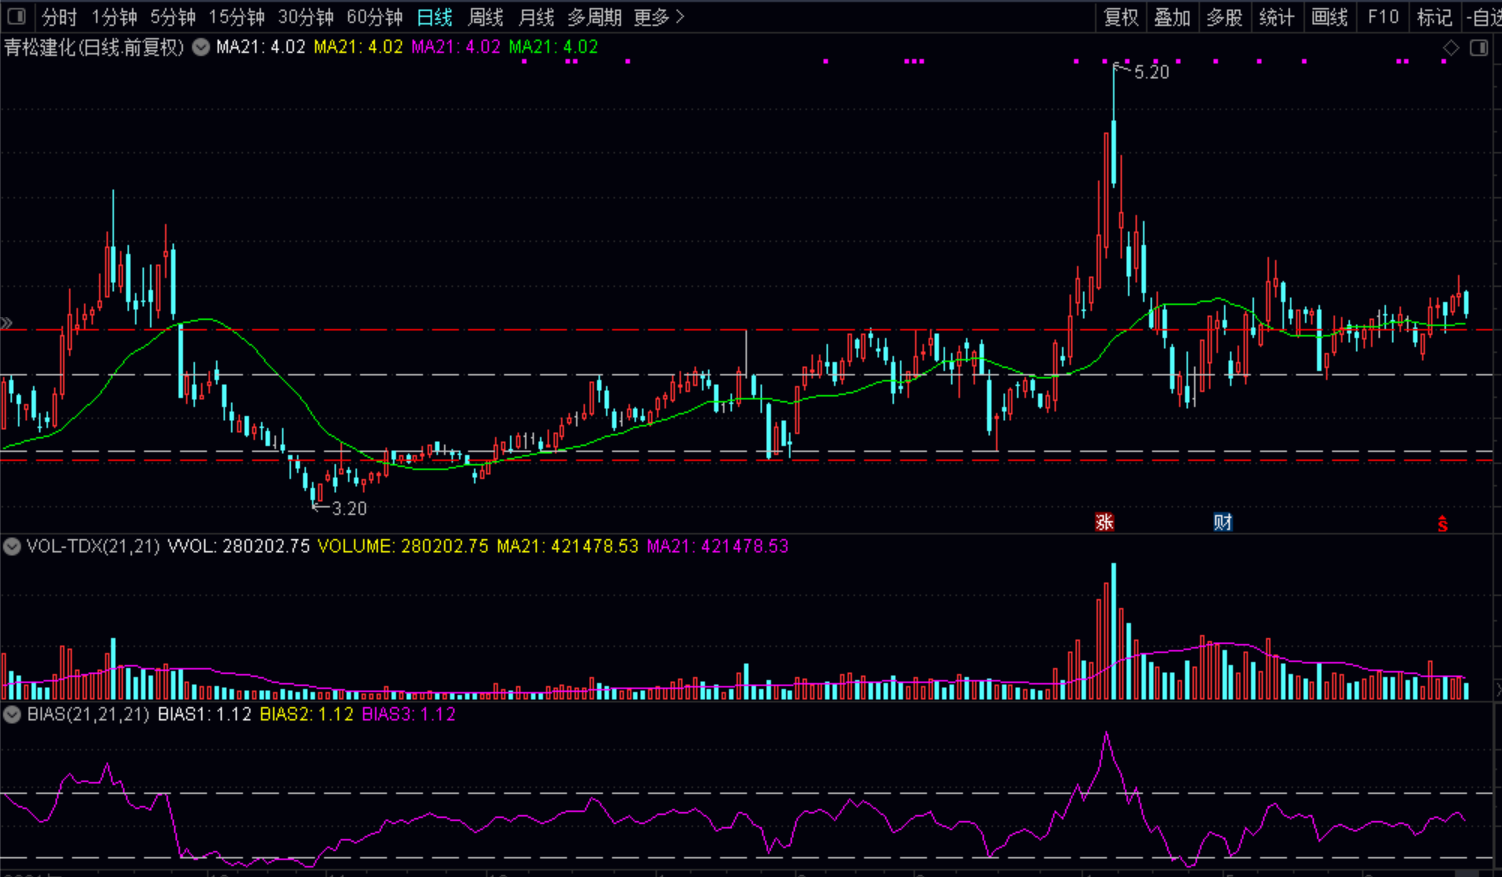 分时 1分钟 5分钟 15分钟 30分钟 60分钟 日线 周线 月线 多周期 更多 复权 叠加 多股 统计 画线 F10 标记 -自选
青松建化(日线.前复权) MA21: 4.02 MA21: 4.02 MA21: 4.02 MA21: 4.02
5.20
3.20
涨 财 S
VOL-TDX(21,21) VVOL: 280202.75 VOLUME: 280202.75 MA21: 421478.53 MA21: 421478.53
BIAS(21,21,21) BIAS1: 1.12 BIAS2: 1.12 BIAS3: 1.12